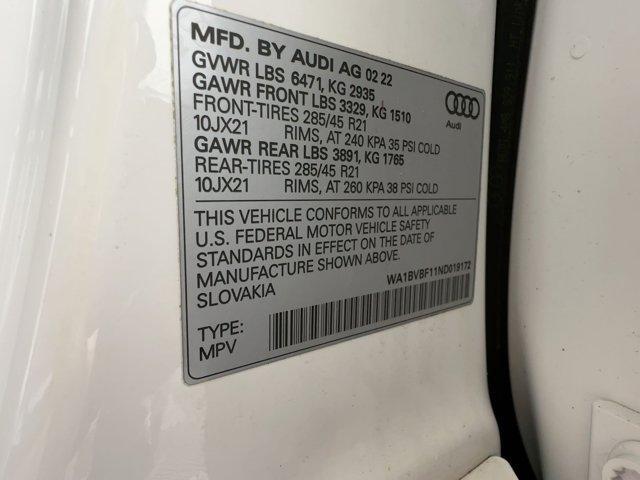 MFD. BY AUDI AG 02 22
GVWR LBS 6471, KG 2935
GAWR FRONT LBS 3329, KG 1510
FRONT-TIRES 285/45 R21
10JX21 RIMS, AT 240 KPA 35 PSI COLD
GAWR REAR LBS 3891, KG 1765
REAR-TIRES 285/45 R21
10JX21 RIMS, AT 260 KPA 38 PSI COLD
Audi
THIS VEHICLE CONFORMS TO ALL APPLICABLE
U.S. FEDERAL MOTOR VEHICLE SAFETY
STANDARDS IN EFFECT ON THE DATE OF
MANUFACTURE SHOWN ABOVE.
SLOVAKIA
WA1BVBF11ND019172
TYPE:
MPV